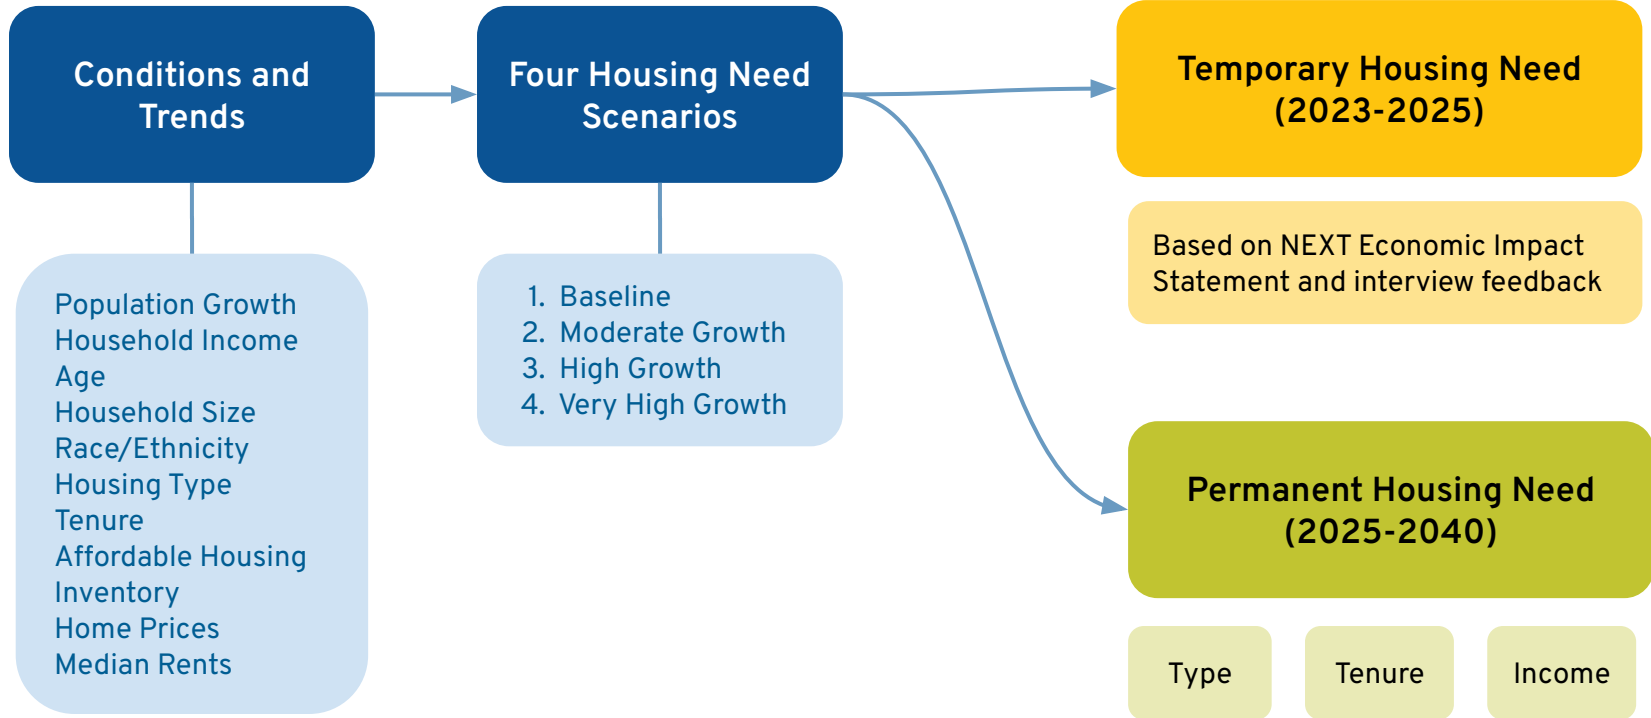 Conditions and
Trends
Population Growth
Household Income
Age
Household Size
Race/Ethnicity
Housing Type
Tenure
Affordable Housing
Inventory
Home Prices
Median Rents
Four Housing Need
Scenarios
1. Baseline
2. Moderate Growth
3. High Growth
4. Very High Growth
Temporary Housing Need
(2023-2025)
Based on NEXT Economic Impact
Statement and interview feedback
Permanent Housing Need
(2025-2040)
Type
Tenure
Income